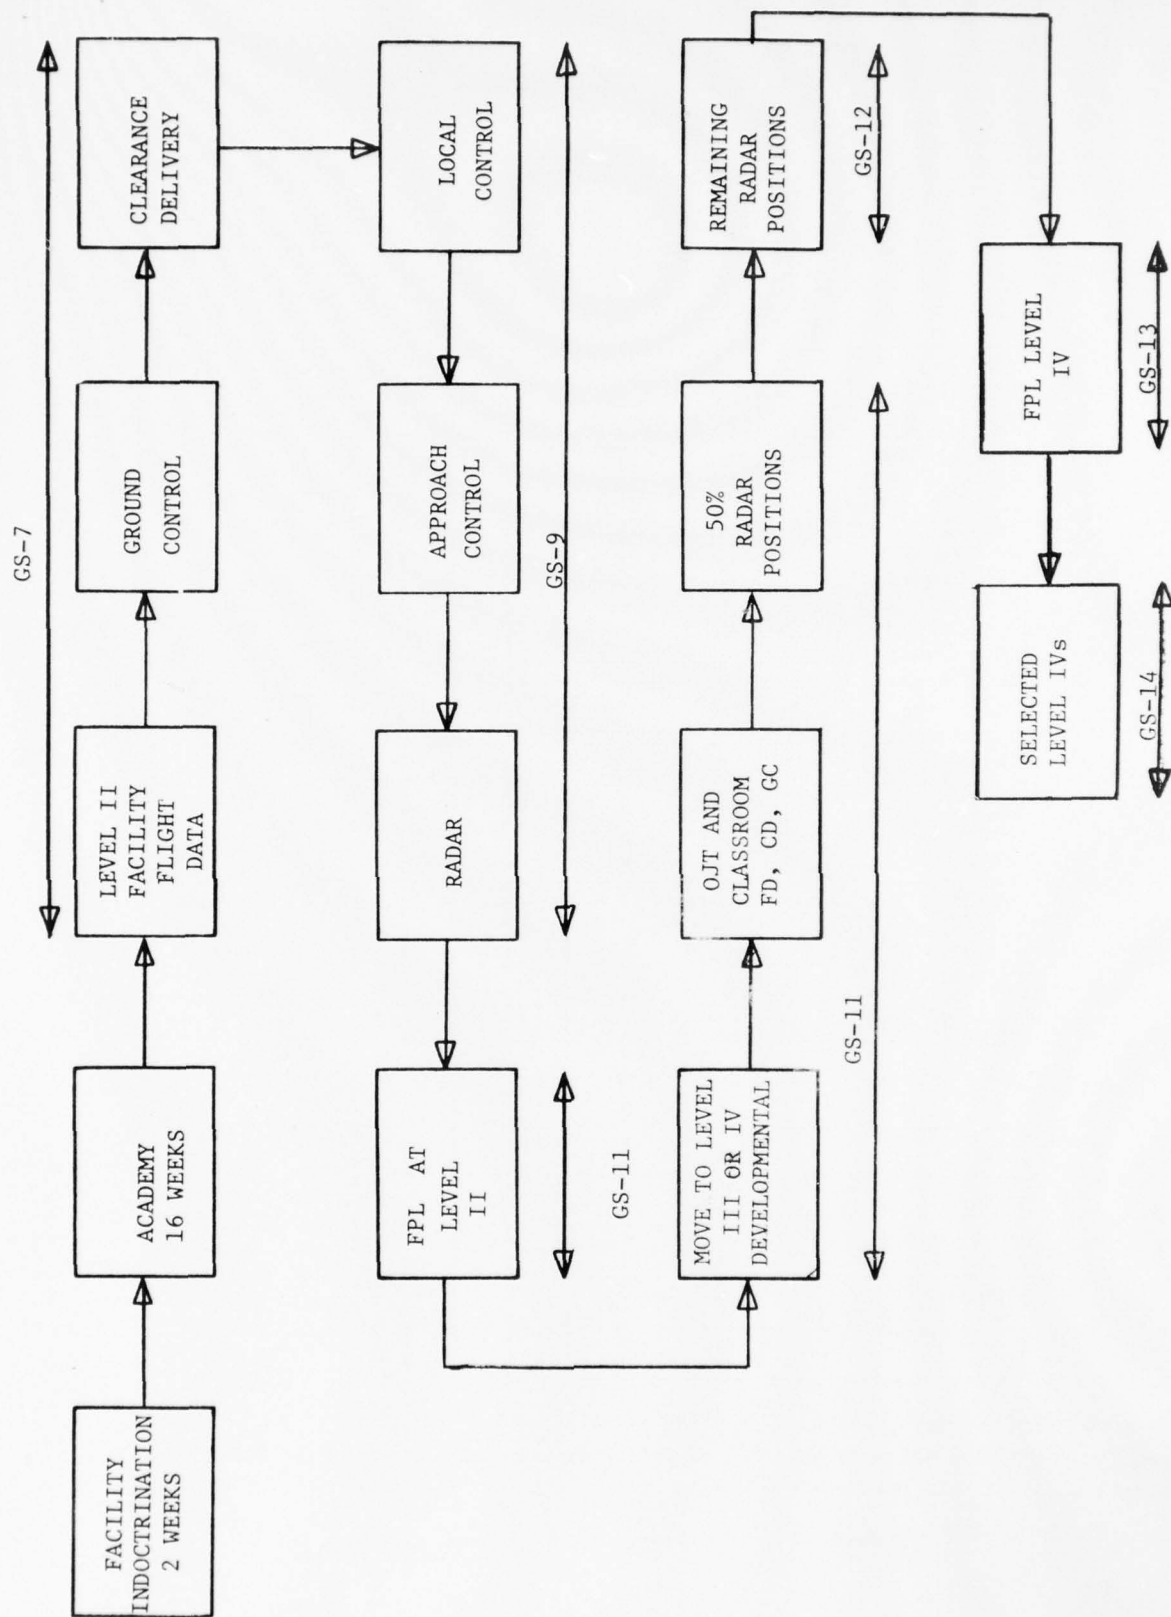 GS-7
FACILITY
INDOCTRINATION
2 WEEKS
ACADEMY
16 WEEKS
LEVEL II
FACILITY
FLIGHT
DATA
GROUND
CONTROL
CLEARANCE
DELIVERY
LOCAL
CONTROL
APPROACH
CONTROL
RADAR
FPL AT
LEVEL
II
GS-9
GS-11
MOVE TO LEVEL
III OR IV
DEVELOPMENTAL
OJT AND
CLASSROOM
FD, CD, GC
50%
RADAR
POSITIONS
REMAINING
RADAR
POSITIONS
GS-11
GS-12
FPL LEVEL
IV
GS-13
SELECTED
LEVEL IVs
GS-14